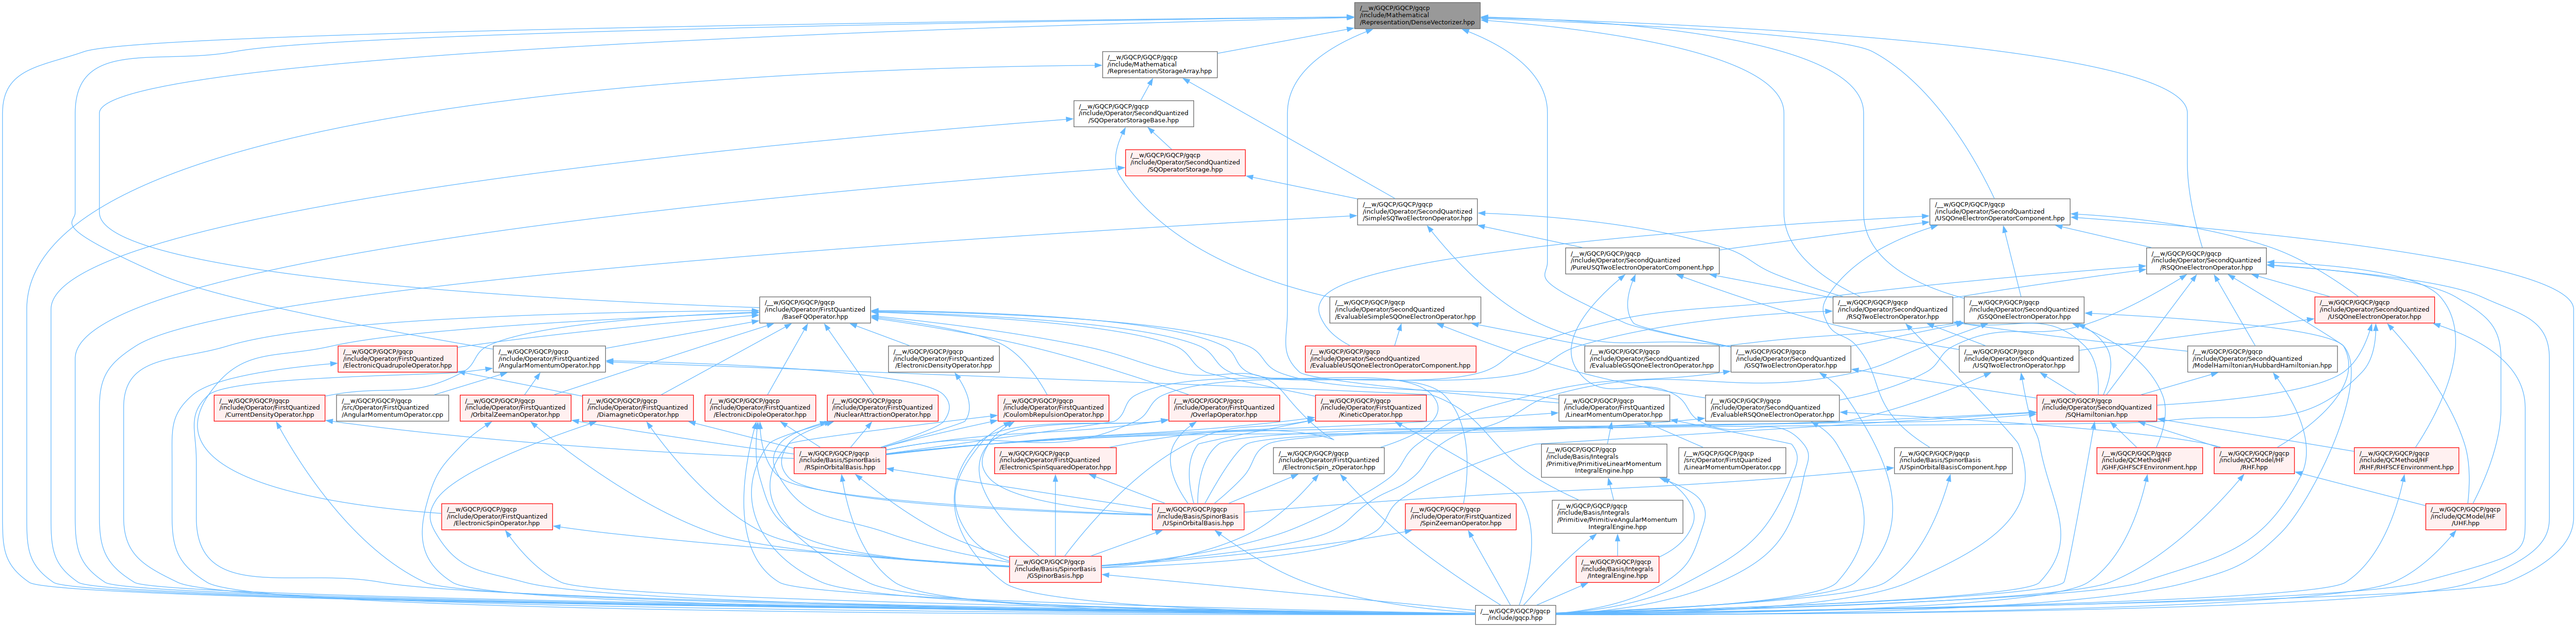 /__w/GQCP/GQCP/gqcp
/include/Mathematical
/Representation/DenseVectorizer.hpp
/__w/GQCP/GQCP/gqcp
/include/Mathematical
/Representation/StorageArray.hpp
/__w/GQCP/GQCP/gqcp
/include/Operator/SecondQuantized
/SQOperatorStorageBase.hpp
/__w/GQCP/GQCP/gqcp
/include/Operator/SecondQuantized
/SQOperatorStorage.hpp
/__w/GQCP/GQCP/gqcp
/include/Operator/SecondQuantized
/SimpleSQTwoElectronOperator.hpp
/__w/GQCP/GQCP/gqcp
/include/Operator/SecondQuantized
/USQOneElectronOperatorComponent.hpp
/__w/GQCP/GQCP/gqcp
/include/Operator/SecondQuantized
/PureUSQTwoElectronOperatorComponent.hpp
/__w/GQCP/GQCP/gqcp
/include/Operator/SecondQuantized
/RSQOneElectronOperator.hpp
/__w/GQCP/GQCP/gqcp
/include/Operator/FirstQuantized
/BaseFQOperator.hpp
/__w/GQCP/GQCP/gqcp
/include/Operator/SecondQuantized
/EvaluableSimpleSQOneElectronOperator.hpp
/__w/GQCP/GQCP/gqcp
/include/Operator/SecondQuantized
/RSQTwoElectronOperator.hpp
/__w/GQCP/GQCP/gqcp
/include/Operator/SecondQuantized
/GSQOneElectronOperator.hpp
/__w/GQCP/GQCP/gqcp
/include/Operator/SecondQuantized
/USQOneElectronOperator.hpp
/__w/GQCP/GQCP/gqcp
/include/Operator/FirstQuantized
/ElectronicQuadrupoleOperator.hpp
/__w/GQCP/GQCP/gqcp
/include/Operator/FirstQuantized
/AngularMomentumOperator.hpp
/__w/GQCP/GQCP/gqcp
/include/Operator/FirstQuantized
/ElectronicDensityOperator.hpp
/__w/GQCP/GQCP/gqcp
/include/Operator/SecondQuantized
/EvaluableUSQOneElectronOperatorComponent.hpp
/__w/GQCP/GQCP/gqcp
/include/Operator/SecondQuantized
/EvaluableGSQOneElectronOperator.hpp
/__w/GQCP/GQCP/gqcp
/include/Operator/SecondQuantized
/GSQTwoElectronOperator.hpp
/__w/GQCP/GQCP/gqcp
/include/Operator/SecondQuantized
/USQTwoElectronOperator.hpp
/__w/GQCP/GQCP/gqcp
/include/Operator/SecondQuantized
/ModelHamiltonian/HubbardHamiltonian.hpp
/__w/GQCP/GQCP/gqcp
/include/Operator/FirstQuantized
/CurrentDensityOperator.hpp
/__w/GQCP/GQCP/gqcp
/src/Operator/FirstQuantized
/AngularMomentumOperator.cpp
/__w/GQCP/GQCP/gqcp
/include/Operator/FirstQuantized
/OrbitalZeemanOperator.hpp
/__w/GQCP/GQCP/gqcp
/include/Operator/FirstQuantized
/DiamagneticOperator.hpp
/__w/GQCP/GQCP/gqcp
/include/Operator/FirstQuantized
/ElectronicDipoleOperator.hpp
/__w/GQCP/GQCP/gqcp
/include/Operator/FirstQuantized
/NuclearAttractionOperator.hpp
/__w/GQCP/GQCP/gqcp
/include/Operator/FirstQuantized
/CoulombRepulsionOperator.hpp
/__w/GQCP/GQCP/gqcp
/include/Operator/FirstQuantized
/OverlapOperator.hpp
/__w/GQCP/GQCP/gqcp
/include/Operator/FirstQuantized
/KineticOperator.hpp
/__w/GQCP/GQCP/gqcp
/include/Operator/FirstQuantized
/LinearMomentumOperator.hpp
/__w/GQCP/GQCP/gqcp
/include/Operator/SecondQuantized
/EvaluableRSQOneElectronOperator.hpp
/__w/GQCP/GQCP/gqcp
/include/Operator/SecondQuantized
/SQHamiltonian.hpp
/__w/GQCP/GQCP/gqcp
/include/Basis/SpinorBasis
/RSpinOrbitalBasis.hpp
/__w/GQCP/GQCP/gqcp
/include/Operator/FirstQuantized
/ElectronicSpinSquaredOperator.hpp
/__w/GQCP/GQCP/gqcp
/include/Operator/FirstQuantized
/ElectronicSpin_zOperator.hpp
/__w/GQCP/GQCP/gqcp
/include/Basis/Integrals
/Primitive/PrimitiveLinearMomentum
IntegralEngine.hpp
/__w/GQCP/GQCP/gqcp
/src/Operator/FirstQuantized
/LinearMomentumOperator.cpp
/__w/GQCP/GQCP/gqcp
/include/Basis/SpinorBasis
/USpinOrbitalBasisComponent.hpp
/__w/GQCP/GQCP/gqcp
/include/QCMethod/HF
/GHF/GHFSCFEnvironment.hpp
/__w/GQCP/GQCP/gqcp
/include/QCModel/HF
/RHF.hpp
/__w/GQCP/GQCP/gqcp
/include/QCMethod/HF
/RHF/RHFSCFEnvironment.hpp
/__w/GQCP/GQCP/gqcp
/include/Operator/FirstQuantized
/ElectronicSpinOperator.hpp
/__w/GQCP/GQCP/gqcp
/include/Basis/SpinorBasis
/USpinOrbitalBasis.hpp
/__w/GQCP/GQCP/gqcp
/include/Operator/FirstQuantized
/SpinZeemanOperator.hpp
/__w/GQCP/GQCP/gqcp
/include/Basis/Integrals
/Primitive/PrimitiveAngularMomentum
IntegralEngine.hpp
/__w/GQCP/GQCP/gqcp
/include/QCModel/HF
/UHF.hpp
/__w/GQCP/GQCP/gqcp
/include/Basis/SpinorBasis
/GSpinorBasis.hpp
/__w/GQCP/GQCP/gqcp
/include/Basis/Integrals
/IntegralEngine.hpp
/__w/GQCP/GQCP/gqcp
/include/gqcp.hpp